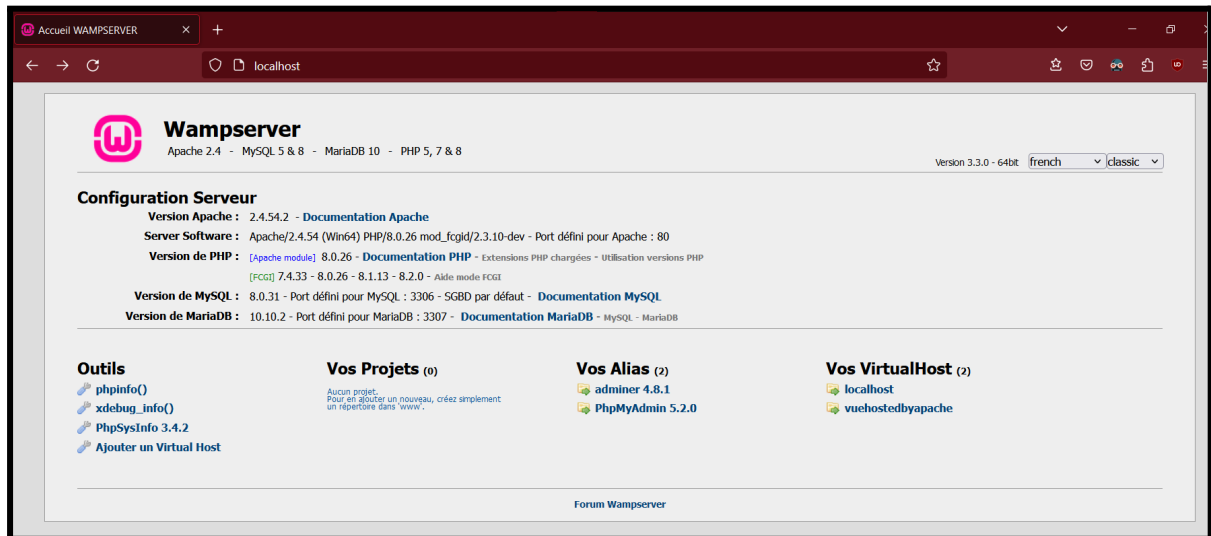 Accueil WAMPSERVER
localhost
Wampserver
Apache 2.4 - MySQL 5 & 8 - MariaDB 10 - PHP 5, 7 & 8
Version 3.3.0 - 64bit french classic
Configuration Serveur
Version Apache : 2.4.54.2 - Documentation Apache
Server Software : Apache/2.4.54 (Win64) PHP/8.0.26 mod_fcgid/2.3.10-dev - Port défini pour Apache : 80
Version de PHP : [Apache module] 8.0.26 - Documentation PHP - Extensions PHP chargées - Utilisation versions PHP
[FCGI] 7.4.33 - 8.0.26 - 8.1.13 - 8.2.0 - Aide mode FCGI
Version de MySQL : 8.0.31 - Port défini pour MySQL : 3306 - SGBD par défaut - Documentation MySQL
Version de MariaDB : 10.10.2 - Port défini pour MariaDB : 3307 - Documentation MariaDB - MySQL - MariaDB
Outils
phpinfo()
xdebug_info()
PhpSysInfo 3.4.2
Ajouter un Virtual Host
Vos Projets (0)
Aucun projet.
Pour en ajouter un nouveau, créez simplement
un répertoire dans 'www'.
Vos Alias (2)
adminer 4.8.1
PhpMyAdmin 5.2.0
Vos VirtualHost (2)
localhost
vuehostedbyapache
Forum Wampserver